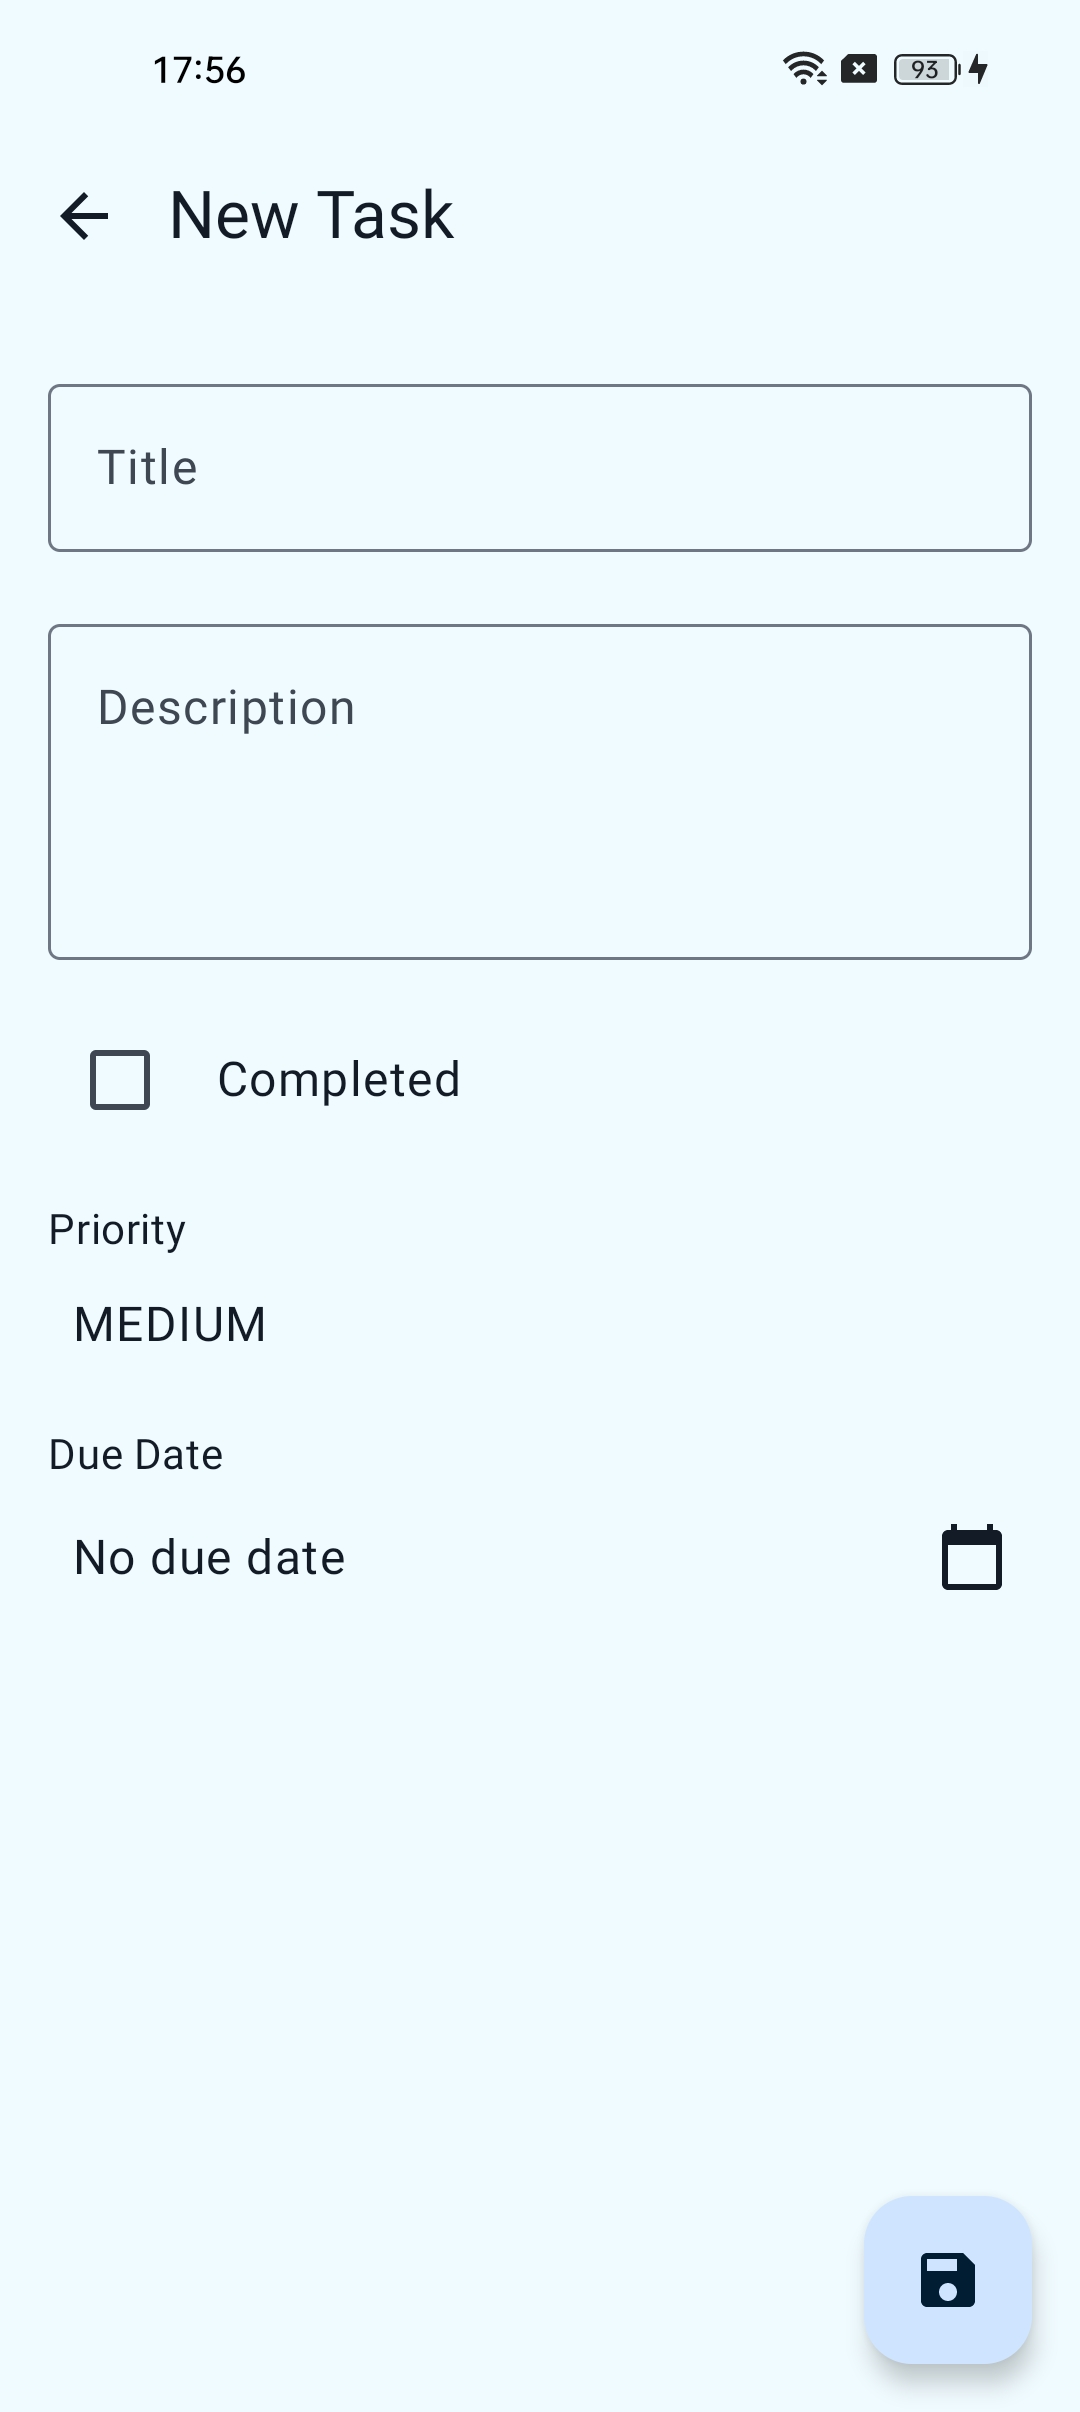 17:56
93
New Task
Title
Description
Completed
Priority
MEDIUM
Due Date
No due date